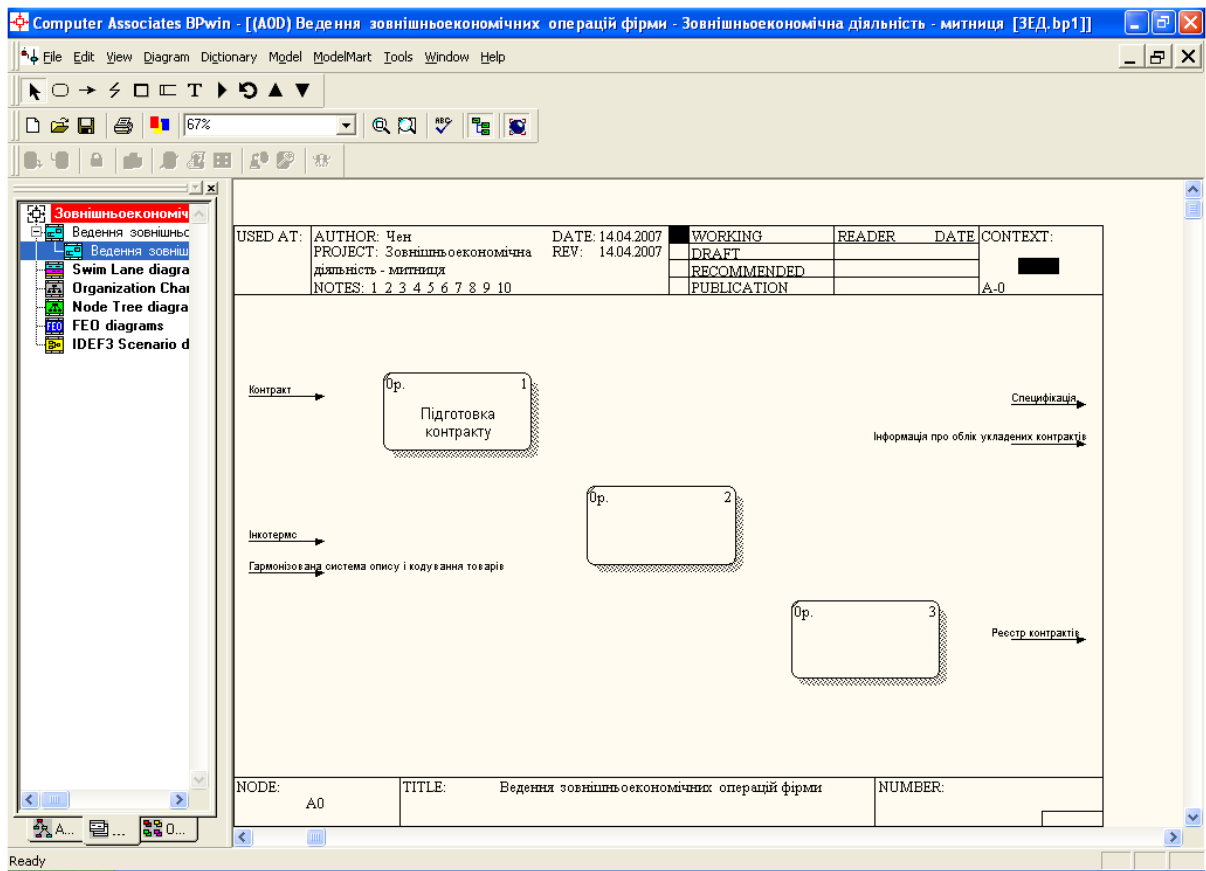 Computer Associates BPwin - [(A0D) Ведення зовнішньоекономічних операцій фірми - Зовнішньоекономічна діяльність - митниця [ЗЕД.bp1]]
File Edit View Diagram Dictionary Model ModelMart Tools Window Help
T
67%
ABC
Зовнішньоекономіч
Ведення зовнішньс
Ведення зовніш
Swim Lane diagra
Organization Cha
Node Tree diagra
FEO diagrams
IDEF3 Scenario d
A... ... O...
USED AT: AUTHOR: Чен DATE: 14.04.2007 WORKING READER DATE CONTEXT:
PROJECT: Зовнішньоекономічна REV: 14.04.2007 DRAFT
діяльність - митниця RECOMMENDED
NOTES: 1 2 3 4 5 6 7 8 9 10 PUBLICATION A-0
Контракт
0р. 1
Підготовка
контракту
Специфікація
Інформація про облік укладених контрактів
0р. 2
Інкотермс
Гармонізована система опису і кодування товарів
0р. 3
Реєстр контрактів
NODE: TITLE: Ведення зовнішньоекономічних операцій фірми NUMBER:
A0
Ready